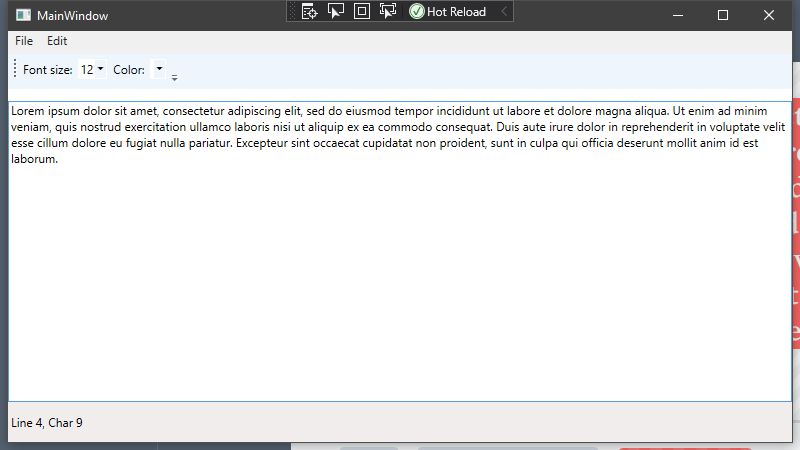 MainWindow
Hot Reload
File Edit
Font size: 12 Color:
Lorem ipsum dolor sit amet, consectetur adipiscing elit, sed do eiusmod tempor incididunt ut labore et dolore magna aliqua. Ut enim ad minim
veniam, quis nostrud exercitation ullamco laboris nisi ut aliquip ex ea commodo consequat. Duis aute irure dolor in reprehenderit in voluptate velit
esse cillum dolore eu fugiat nulla pariatur. Excepteur sint occaecat cupidatat non proident, sunt in culpa qui officia deserunt mollit anim id est
laborum.
Line 4, Char 9